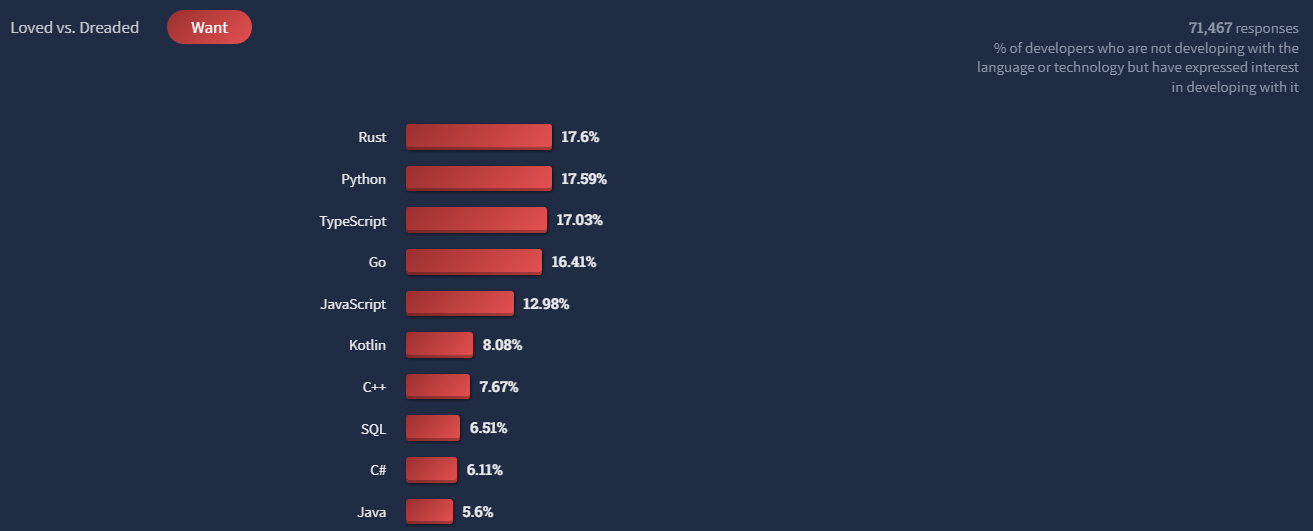 Loved vs. Dreaded
Want
71,467 responses
% of developers who are not developing with the
language or technology but have expressed interest
in developing with it
Rust 17.6%
Python 17.59%
TypeScript 17.03%
Go 16.41%
JavaScript 12.98%
Kotlin 8.08%
C++ 7.67%
SQL 6.51%
C# 6.11%
Java 5.6%